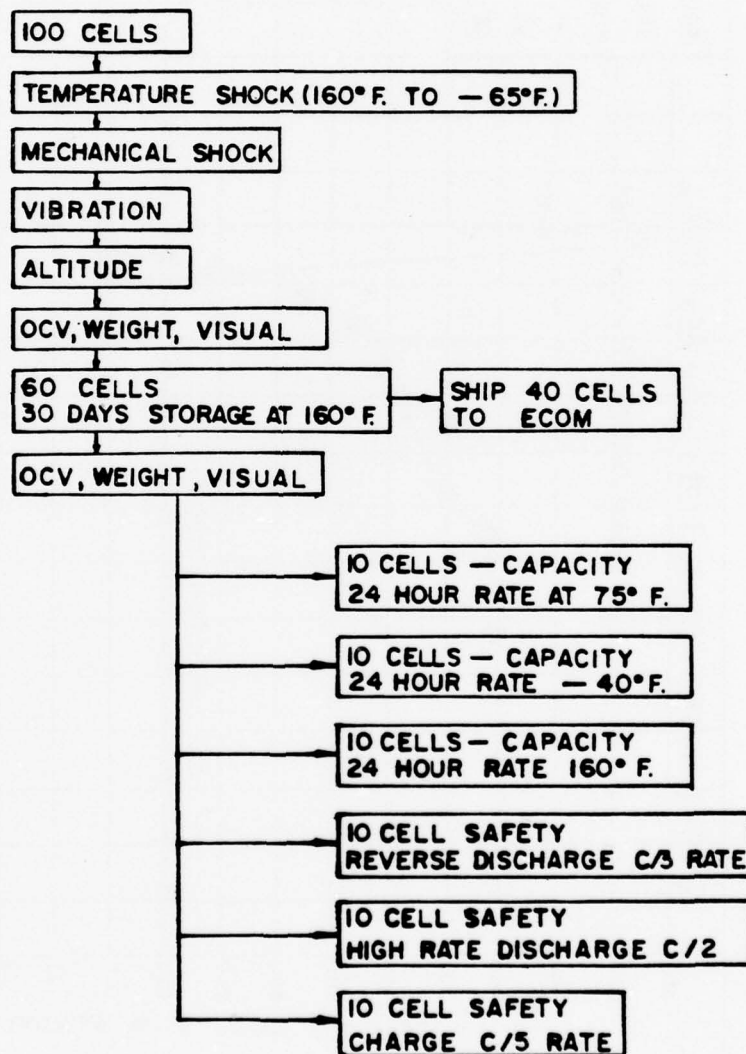 100 CELLS
TEMPERATURE SHOCK (160° F. TO — 65°F.)
MECHANICAL SHOCK
VIBRATION
ALTITUDE
OCV, WEIGHT, VISUAL
60 CELLS
30 DAYS STORAGE AT 160° F.
SHIP 40 CELLS
TO ECOM
OCV, WEIGHT, VISUAL
10 CELLS — CAPACITY
24 HOUR RATE AT 75° F.
10 CELLS — CAPACITY
24 HOUR RATE — 40° F.
10 CELLS — CAPACITY
24 HOUR RATE 160° F.
10 CELL SAFETY
REVERSE DISCHARGE C/3 RATE
10 CELL SAFETY
HIGH RATE DISCHARGE C/2
10 CELL SAFETY
CHARGE C/5 RATE